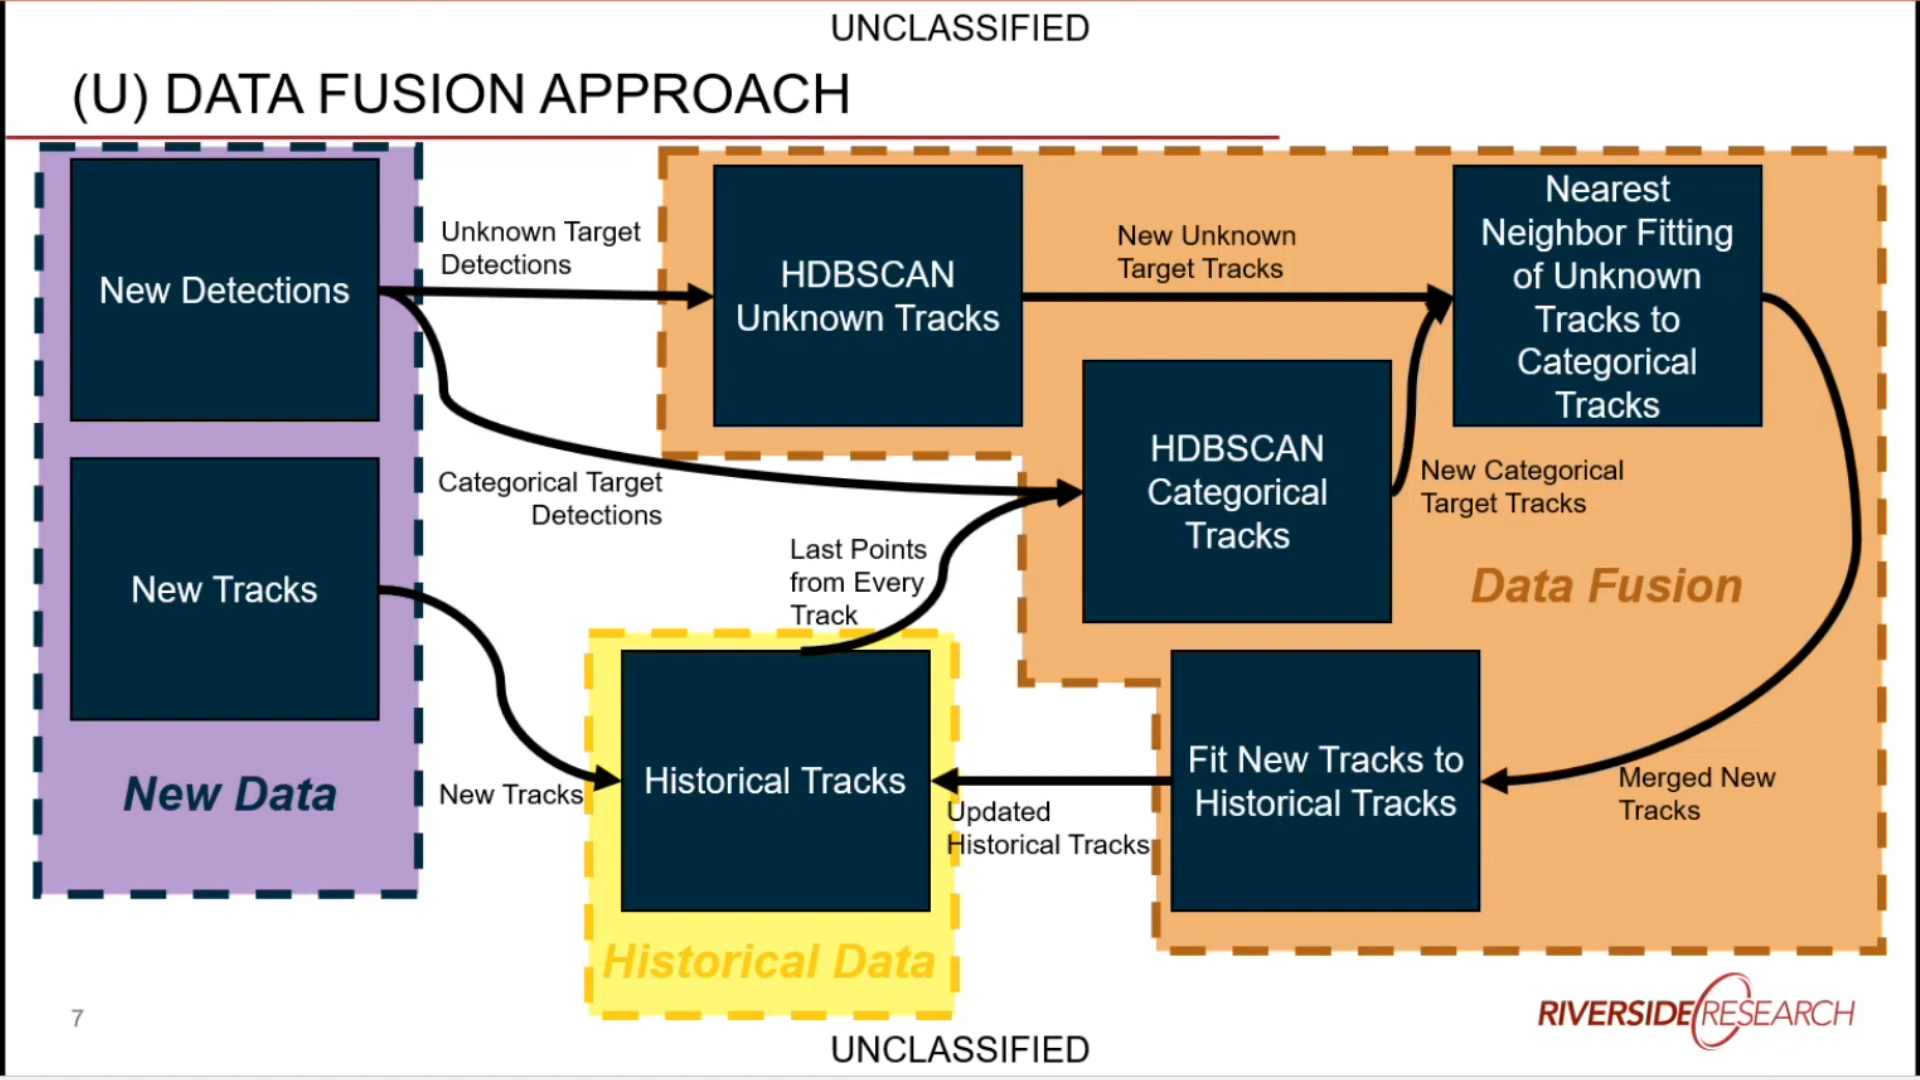 UNCLASSIFIED
(U) DATA FUSION APPROACH
New Detections
Unknown Target
Detections
HDBSCAN
Unknown Tracks
New Unknown
Target Tracks
Nearest
Neighbor Fitting
of Unknown
Tracks to
Categorical
Tracks
Categorical Target
Detections
HDBSCAN
Categorical
Tracks
New Categorical
Target Tracks
New Tracks
Last Points
from Every
Track
Data Fusion
New Data
New Tracks
Historical Tracks
Updated
Historical Tracks
Fit New Tracks to
Historical Tracks
Merged New
Tracks
Historical Data
7
RIVERSIDE RESEARCH
UNCLASSIFIED